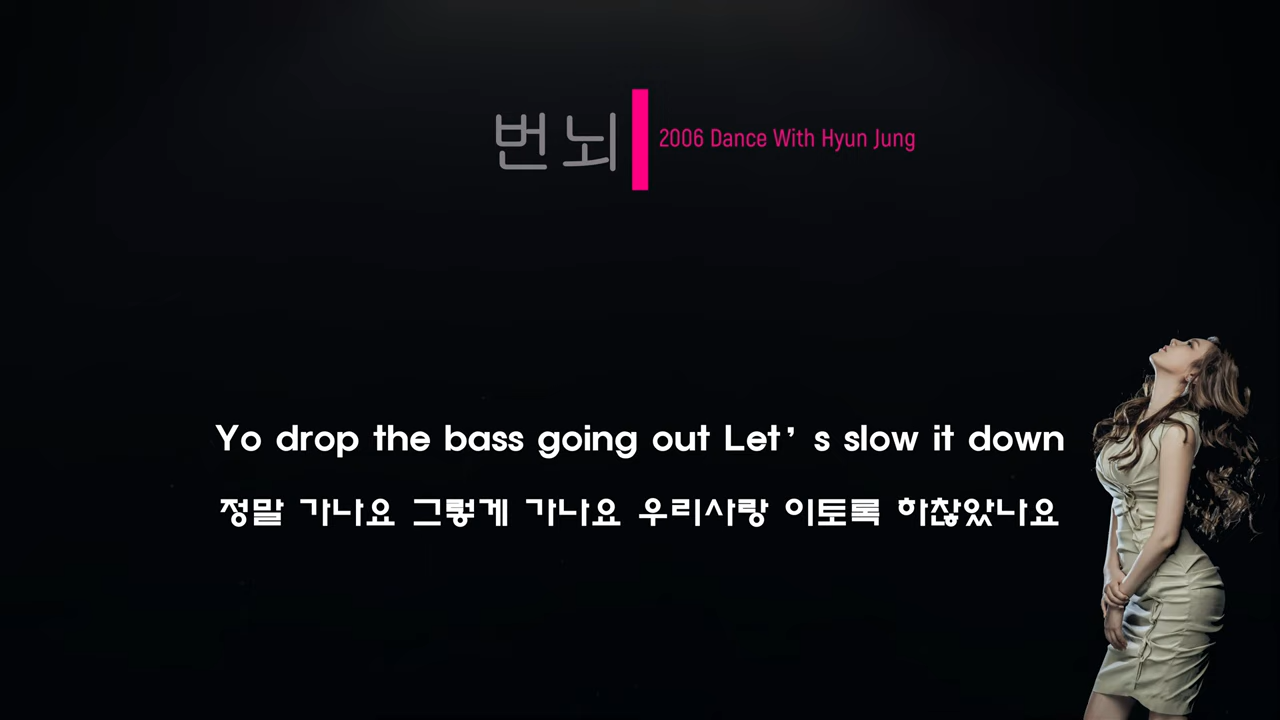 번뇌
2006 Dance With Hyun Jung
Yo drop the bass going out Let’s slow it down
정말 가나요 그렇게 가나요 우리사랑 이토록 하찮았나요